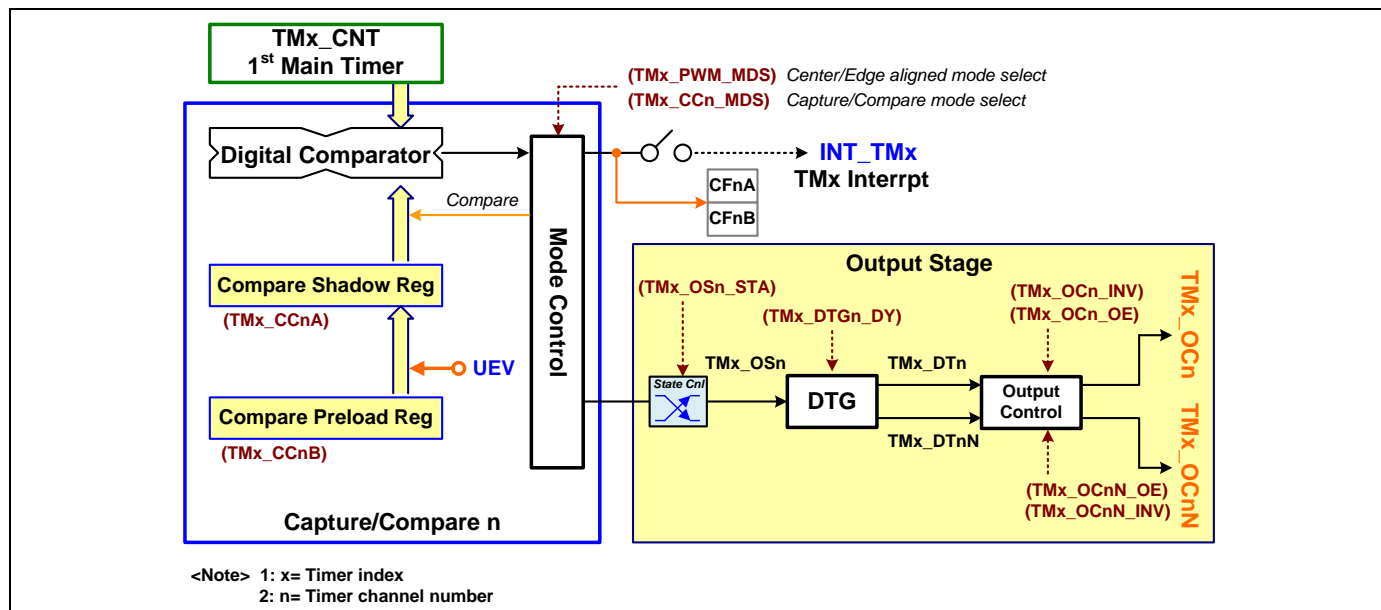 TMx_CNT
1st Main Timer
(TMx_PWM_MDS) Center/Edge aligned mode select
(TMx_CCn_MDS) Capture/Compare mode select
Digital Comparator
INT_TMx
TMx Interrpt
CFnA
CFnB
Compare
Mode Control
Compare Shadow Reg
(TMx_CCnA)
UEV
Compare Preload Reg
(TMx_CCnB)
Capture/Compare n
Output Stage
(TMx_OSn_STA)
(TMx_DTGn_DY)
(TMx_OCn_INV)
(TMx_OCn_OE)
State Cnl
TMx_OSn
DTG
TMx_DTn
TMx_DTnN
Output
Control
(TMx_OCnN_OE)
(TMx_OCnN_INV)
TMx_OCn
TMx_OCnN
<Note> 1: x= Timer index
2: n= Timer channel number